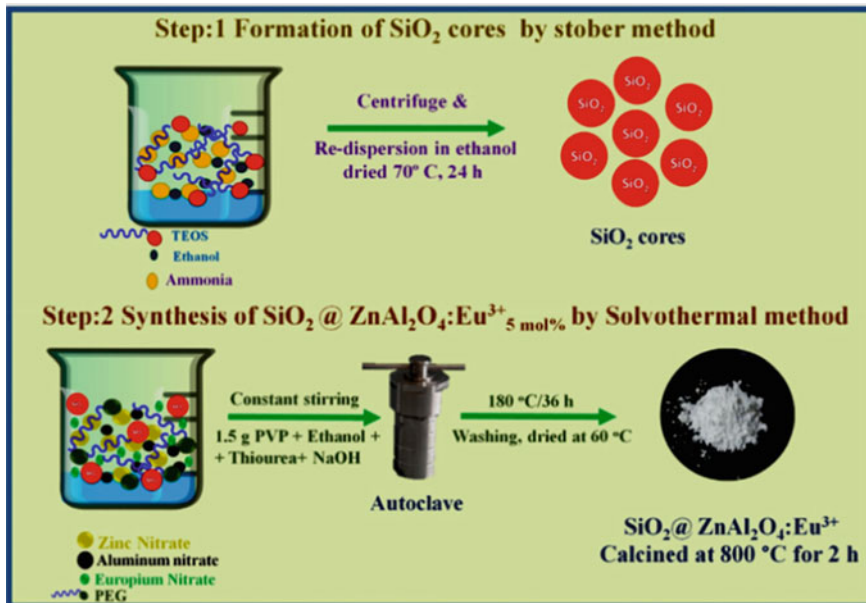 Step:1 Formation of SiO₂ cores by stober method
Centrifuge &
Re-dispersion in ethanol
dried 70º C, 24 h
SiO₂
SiO₂
SiO₂
SiO₂
SiO₂
SiO₂
SiO₂
SiO₂ cores
TEOS
Ethanol
Ammonia
Step:2 Synthesis of SiO₂ @ ZnAl₂O₄:Eu³⁺₅ ₘₒₗ% by Solvothermal method
Constant stirring
1.5 g PVP + Ethanol +
+ Thiourea+ NaOH
Autoclave
180 °C/36 h
Washing, dried at 60 °C
SiO₂@ ZnAl₂O₄:Eu³⁺
Calcined at 800 °C for 2 h
Zinc Nitrate
Aluminum nitrate
Europium Nitrate
PEG